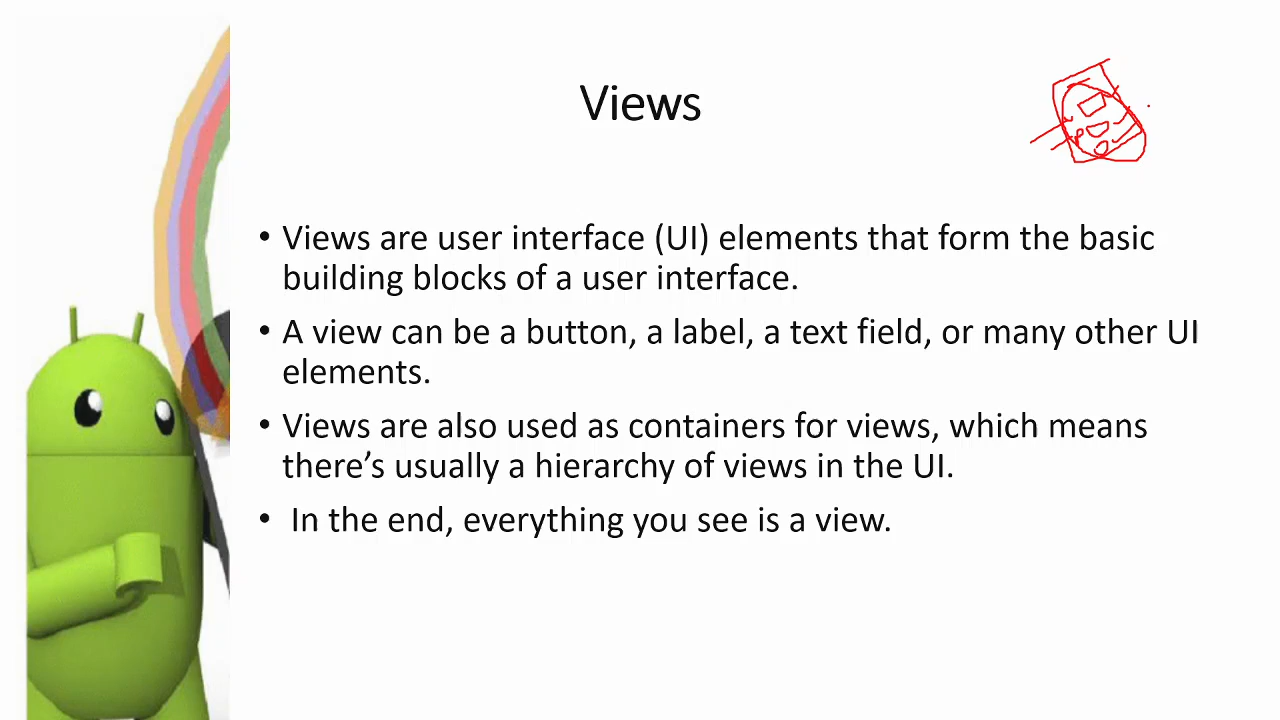 Views
• Views are user interface (UI) elements that form the basic
building blocks of a user interface.
• A view can be a button, a label, a text field, or many other UI
elements.
• Views are also used as containers for views, which means
there’s usually a hierarchy of views in the UI.
• In the end, everything you see is a view.